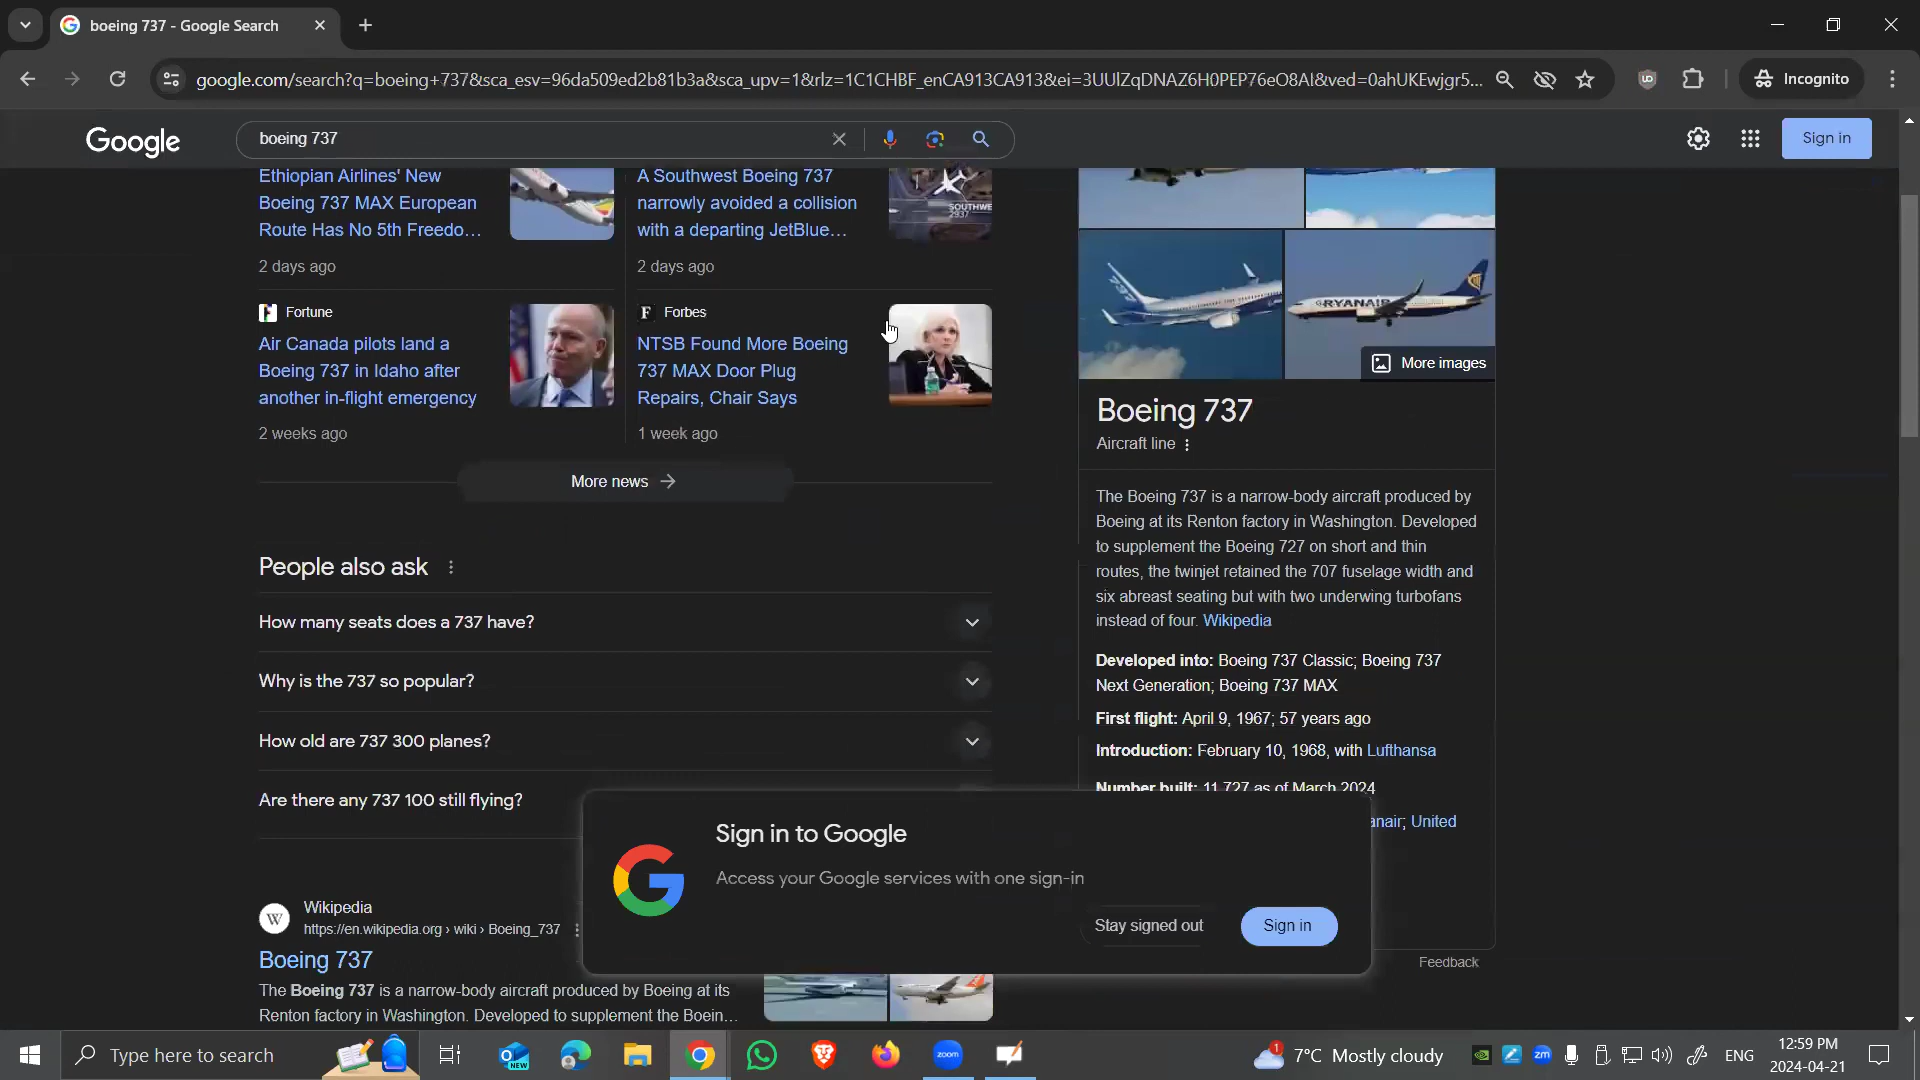 boeing 737 - Google Search
google.com/search?q=boeing+737&sca_esv=96da509ed2b81b3a&sca_upv=1&rlz=1C1CHBF_enCA913CA913&ei=3UUlZqDNAZ6H0PEP76eO8AI&ved=0ahUKEwjgr5...
Incognito
Google
boeing 737
Sign in
Ethiopian Airlines' New
Boeing 737 MAX European
Route Has No 5th Freedo...
2 days ago
A Southwest Boeing 737
narrowly avoided a collision
with a departing JetBlue...
2 days ago
SOUTHWE
2937
Fortune
Air Canada pilots land a
Boeing 737 in Idaho after
another in-flight emergency
2 weeks ago
Forbes
NTSB Found More Boeing
737 MAX Door Plug
Repairs, Chair Says
1 week ago
More news
737
RYANAIR
More images
Boeing 737
Aircraft line
The Boeing 737 is a narrow-body aircraft produced by
Boeing at its Renton factory in Washington. Developed
to supplement the Boeing 727 on short and thin
routes, the twinjet retained the 707 fuselage width and
six abreast seating but with two underwing turbofans
instead of four. Wikipedia
Developed into: Boeing 737 Classic; Boeing 737
Next Generation; Boeing 737 MAX
First flight: April 9, 1967; 57 years ago
Introduction: February 10, 1968, with Lufthansa
Number built: 11,727 as of March 2024
anair; United
Feedback
People also ask
How many seats does a 737 have?
Why is the 737 so popular?
How old are 737 300 planes?
Are there any 737 100 still flying?
Wikipedia
https://en.wikipedia.org › wiki › Boeing_737
Boeing 737
The Boeing 737 is a narrow-body aircraft produced by Boeing at its
Renton factory in Washington. Developed to supplement the Boein...
Sign in to Google
Access your Google services with one sign-in
Stay signed out
Sign in
Type here to search
NEW
zoom
1
7°C Mostly cloudy
zm
ENG
12:59 PM
2024-04-21